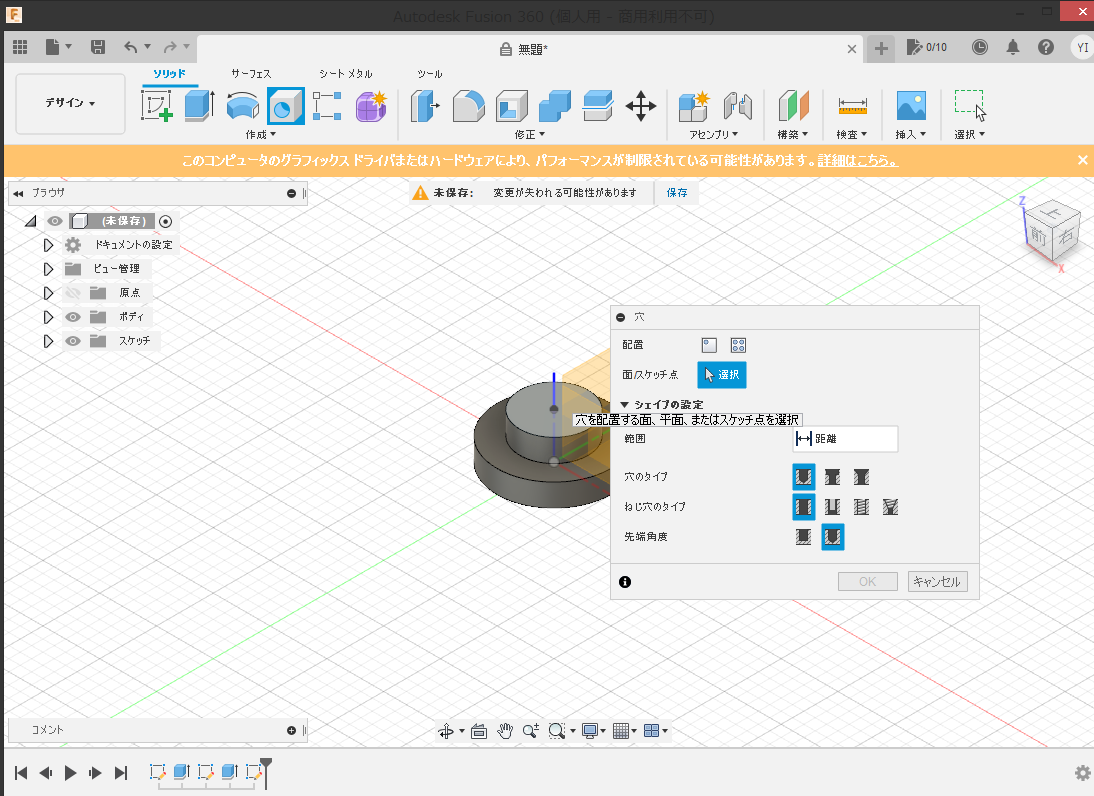 Autodesk Fusion 360 (個人用 - 商用利用不可)
無題*
0/10
YI
ソリッド
サーフェス
シート メタル
ツール
デザイン
作成
修正
アセンブリ
構築
検査
挿入
選択
このコンピュータのグラフィックス ドライバまたはハードウェアにより、パフォーマンスが制限されている可能性があります。詳細はこちら。
ブラウザ
未保存: 変更が失われる可能性があります 保存
(未保存)
ドキュメントの設定
ビュー管理
原点
ボディ
スケッチ
Z
上
前
右
X
穴
配置
面/スケッチ点
選択
シェイプの設定
穴を配置する面、平面、またはスケッチ点を選択
範囲
距離
穴のタイプ
ねじ穴のタイプ
先端角度
OK
キャンセル
コメント